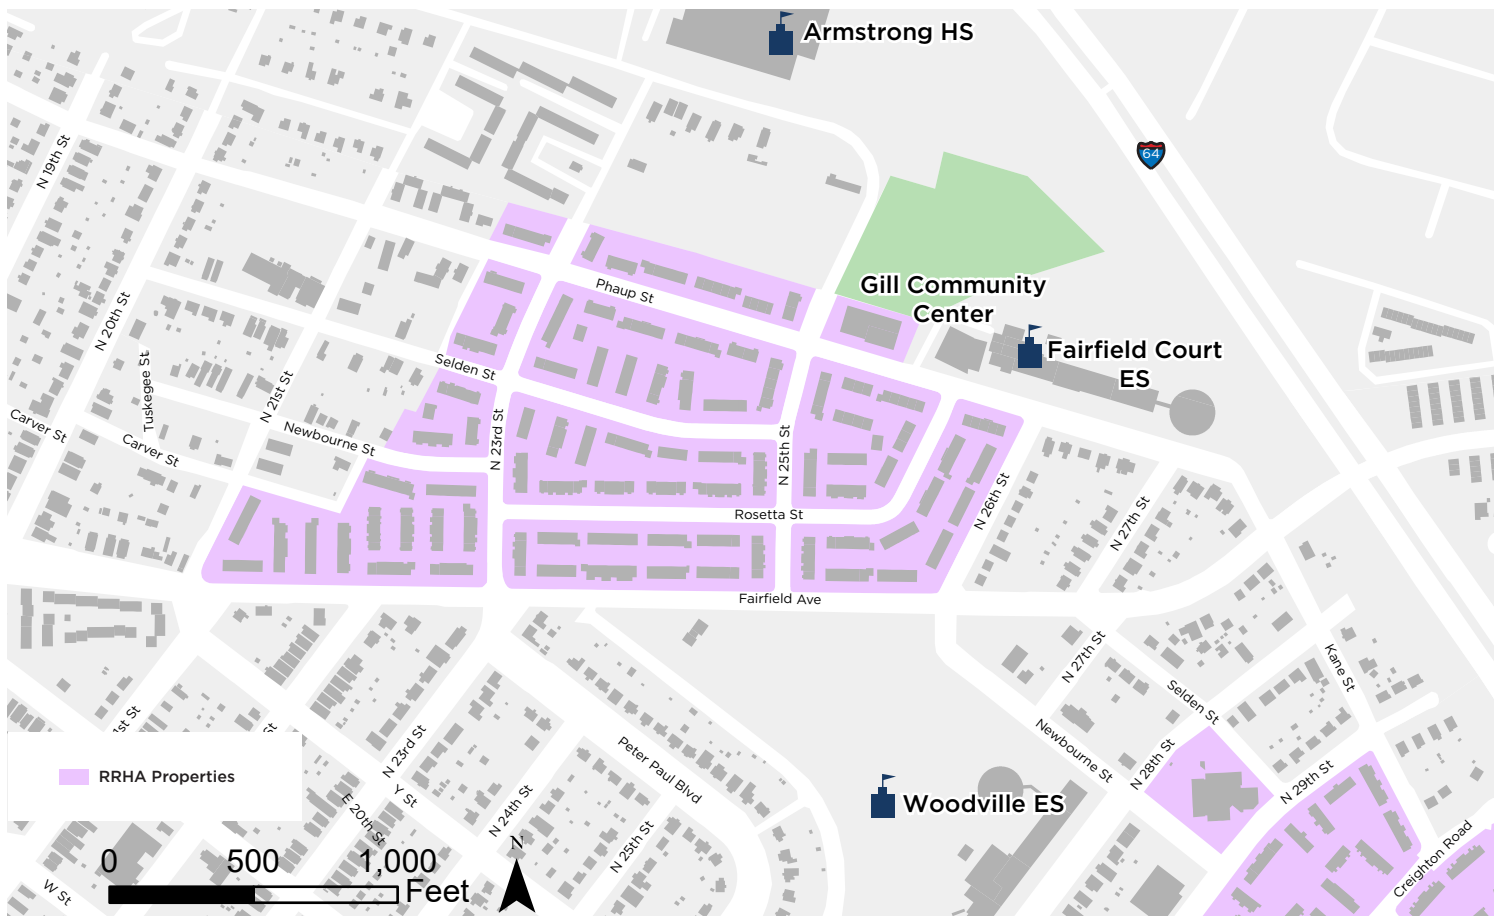 Armstrong HS
64
N 19th St
Gill Community
Center
Phaup St
Fairfield Court
ES
N 20th St
Selden St
Tuskegee St
N 21st St
Carver St
Carver St
Newbourne St
N 23rd St
N 25th St
Rosetta St
N 26th St
N 27th St
Fairfield Ave
N 27th St
Kane St
Selden St
1st St
St
N 23rd St
Newbourne St
Peter Paul Blvd
N 28th St
N 29th St
RRHA Properties
Y St
E 20th St
N 24th St
N 25th St
Woodville ES
Creighton Road
W St
0 500 1,000
Feet
N